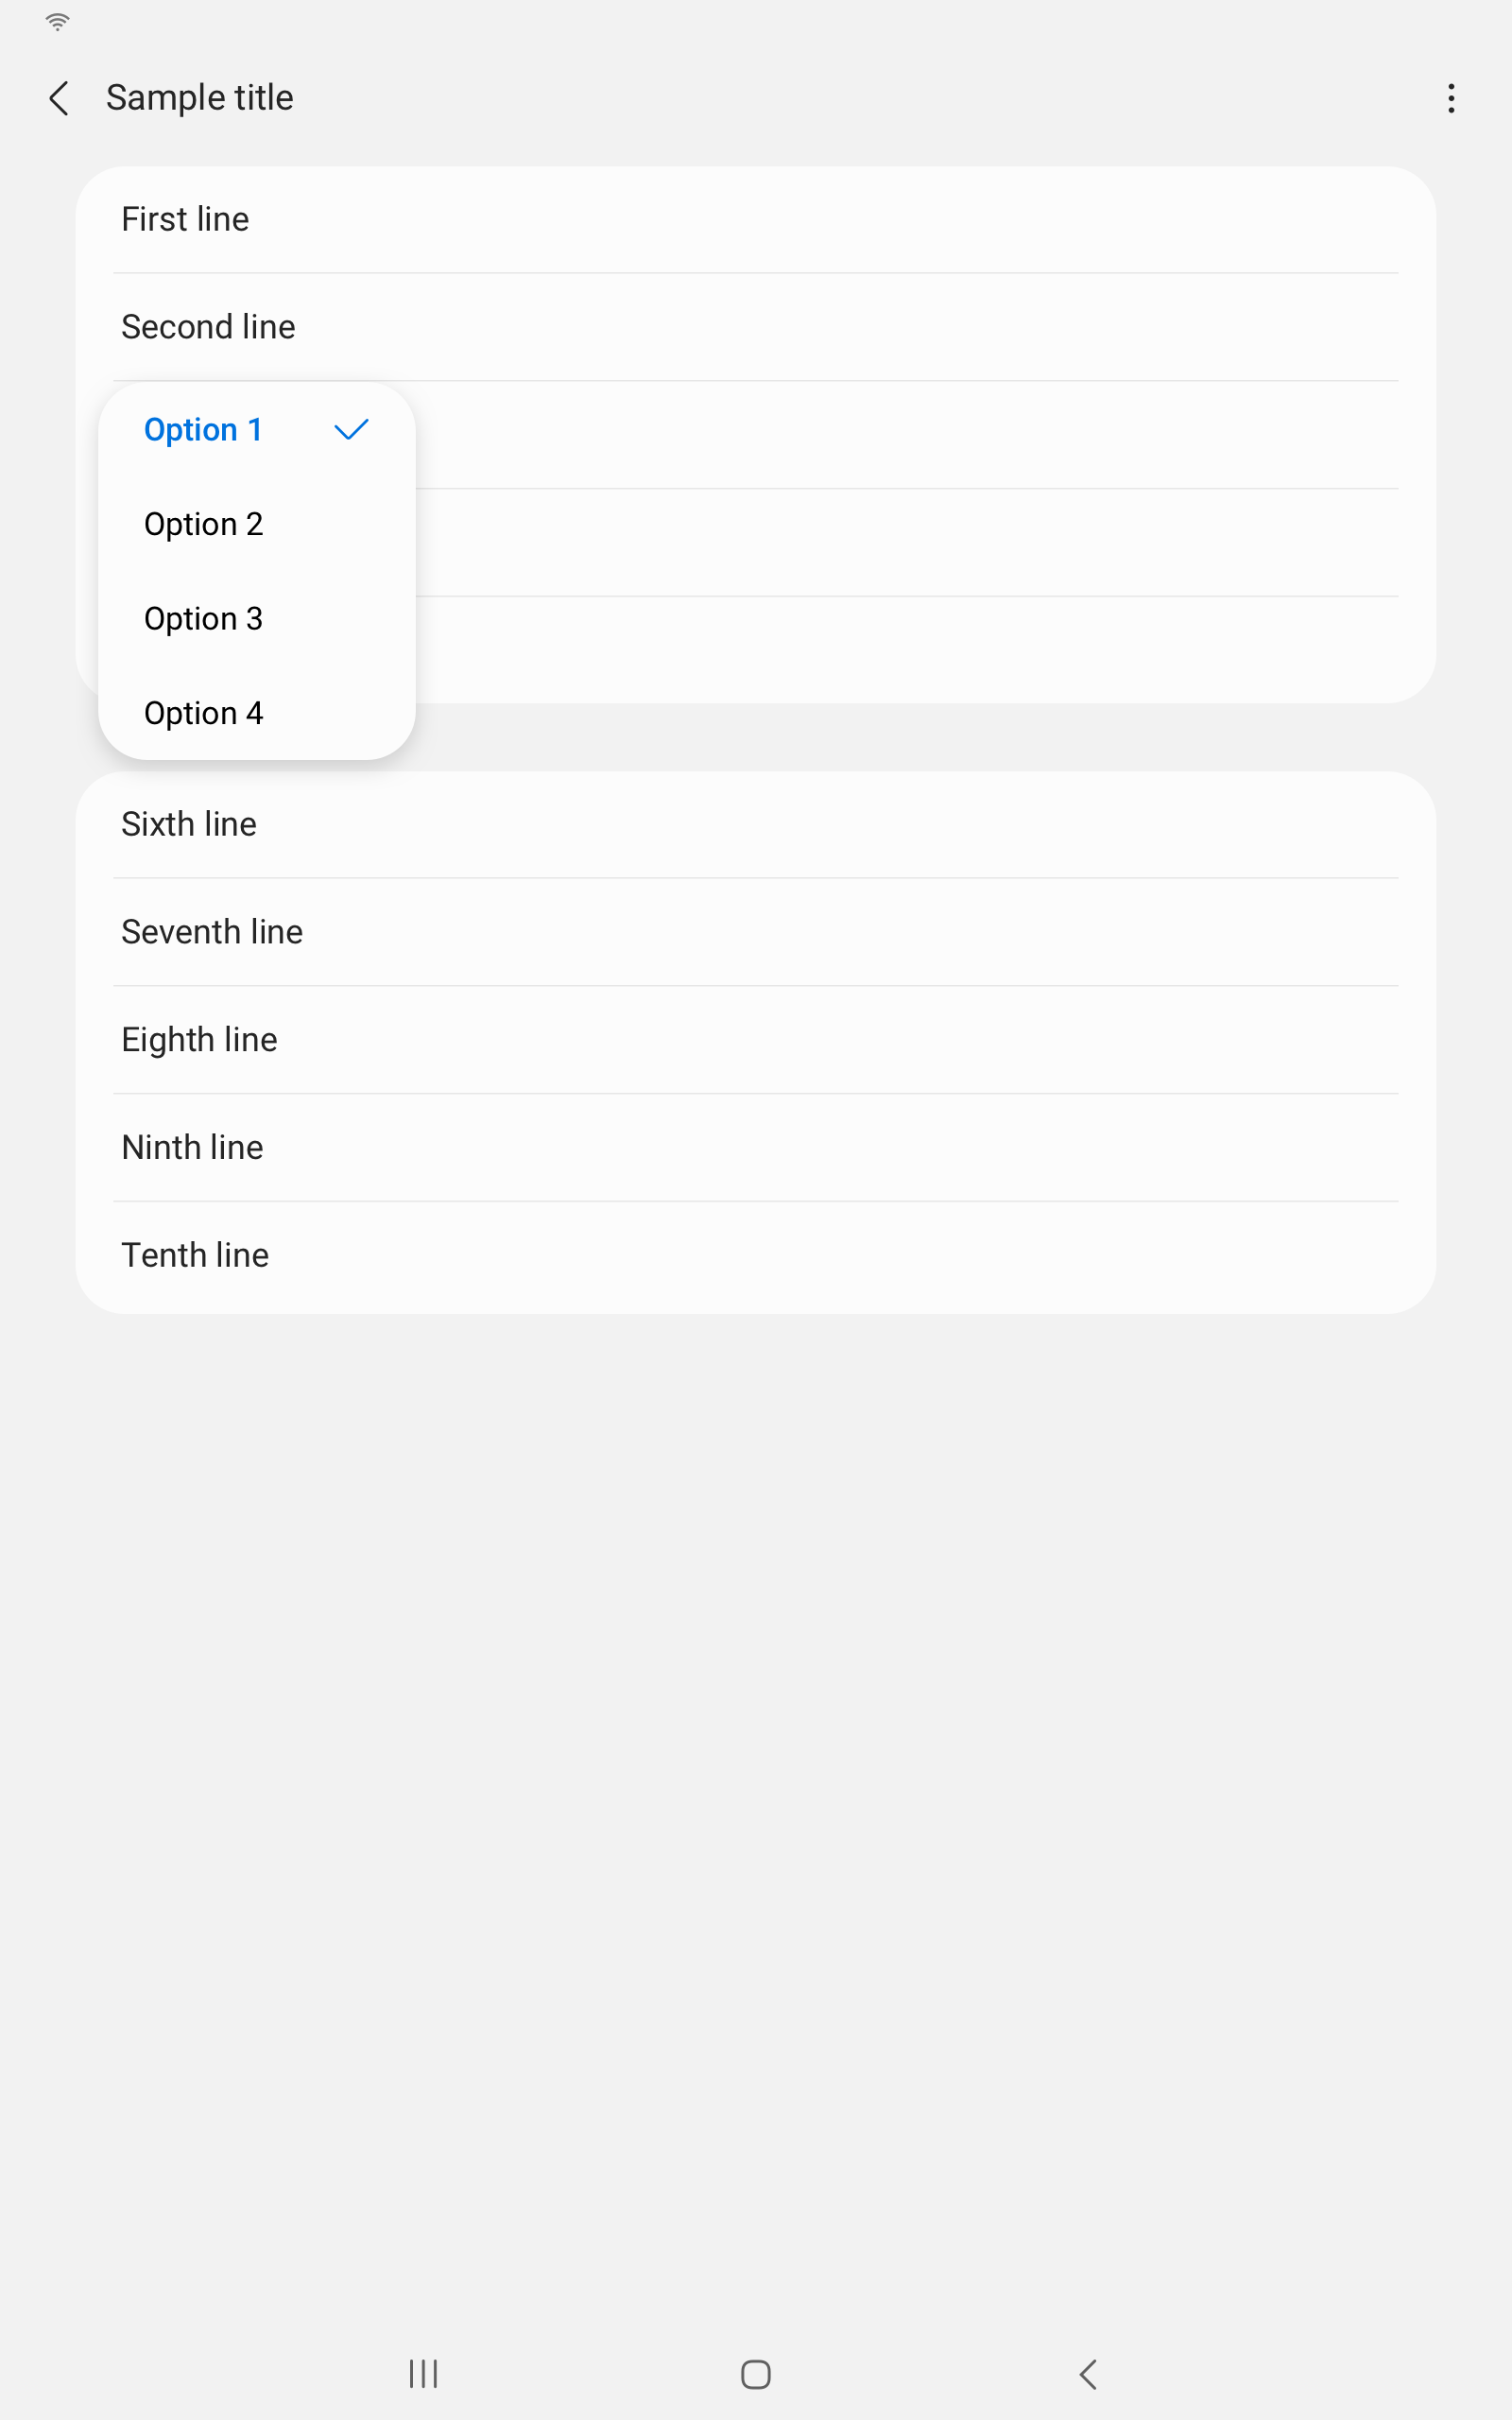 Sample title
First line
Second line
Option 1
Option 2
Option 3
Option 4
Sixth line
Seventh line
Eighth line
Ninth line
Tenth line